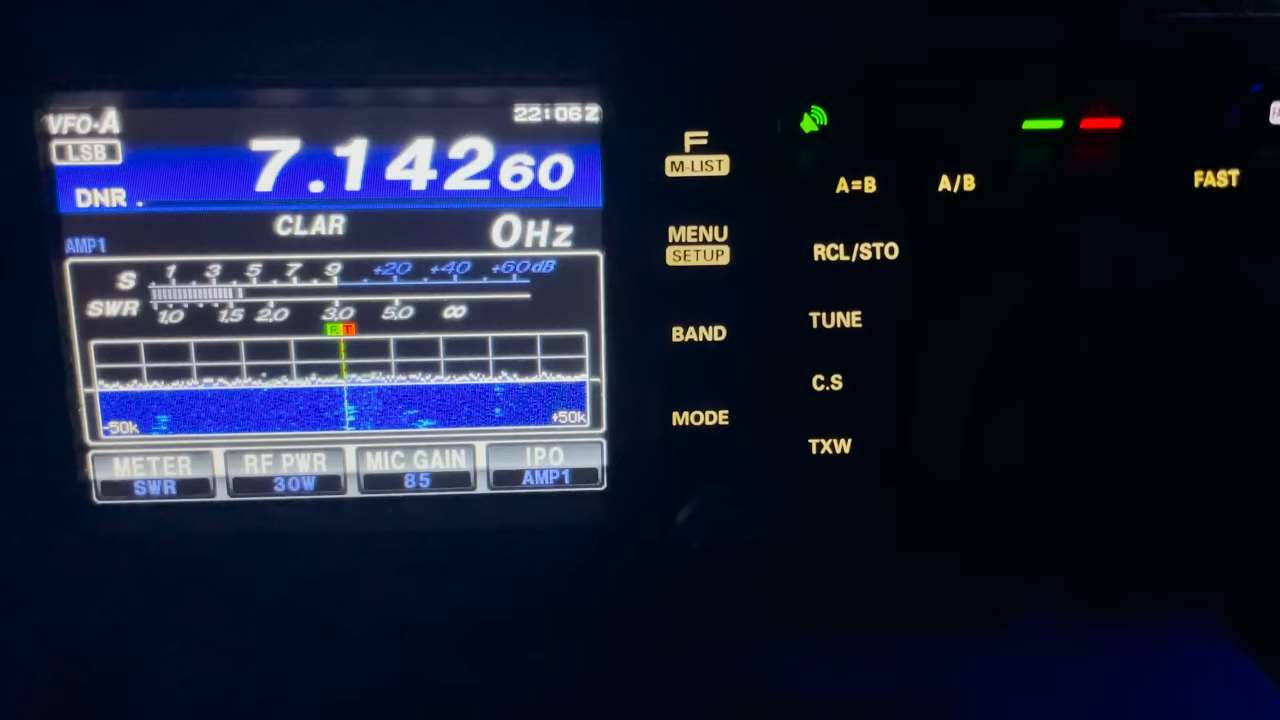 VFO-A
22:06Z
LSB
7.14260
DNR
CLAR
0Hz
AMP1
S 1 3 5 7 9 +20 +40 +60dB
SWR 1.0 1.5 2.0 3.0 5.0 ∞
R T
-50k
+50k
METER
SWR
RF PWR
30W
MIC GAIN
85
IPO
AMP1
F
M-LIST
MENU
SETUP
BAND
MODE
A=B
A/B
FAST
RCL/STO
TUNE
C.S
TXW